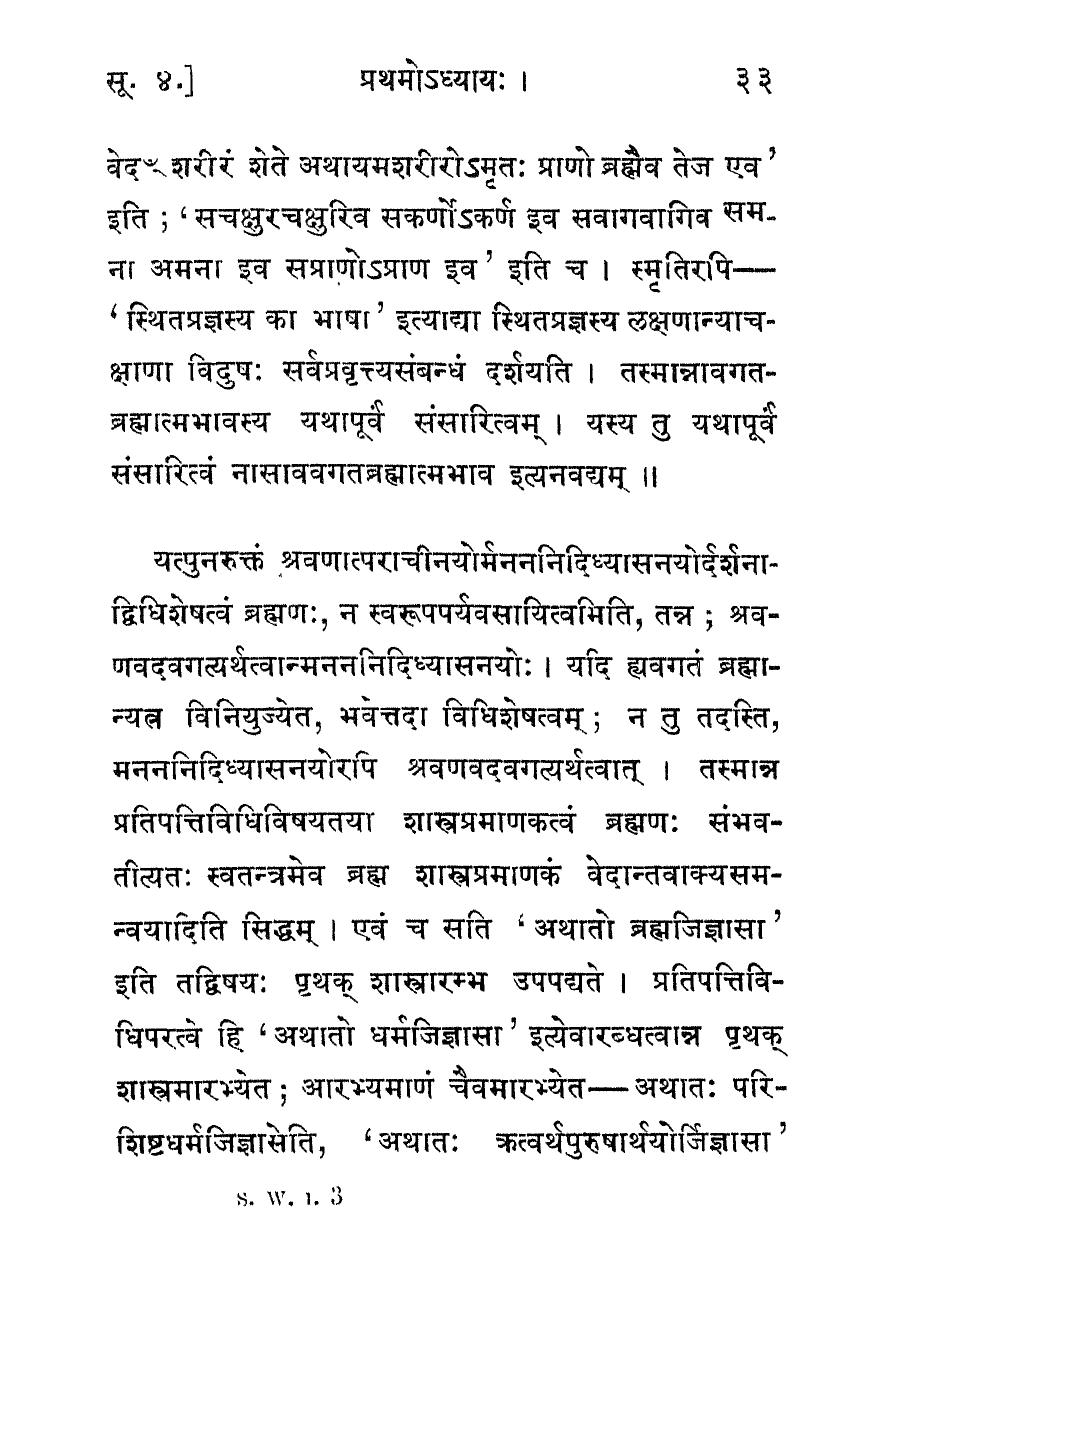 सू. ४.] प्रथमोऽध्यायः । ३३
वेदꣳ शरीरं शेते अथायमशरीरोऽमृतः प्राणो ब्रह्मैव तेज एव’
इति ; ‘सचक्षुरचक्षुरिव सकर्णोऽकर्ण इव सवागवागिव सम-
ना अमना इव सप्राणोऽप्राण इव’ इति च । स्मृतिरपि——
‘स्थितप्रज्ञस्य का भाषा’ इत्याद्या स्थितप्रज्ञस्य लक्षणान्याच-
क्षाणा विदुषः सर्वप्रवृत्त्यसंबन्धं दर्शयति । तस्मान्नावगत-
ब्रह्मात्मभावस्य यथापूर्वं संसारित्वम् । यस्य तु यथापूर्वं
संसारित्वं नासाववगतब्रह्मात्मभाव इत्यनवद्यम् ॥
यत्पुनरुक्तं श्रवणात्पराचीनयोर्मनननिदिध्यासनयोर्दर्शना-
द्विधिशेषत्वं ब्रह्मणः, न स्वरूपपर्यवसायित्वमिति, तन्न ; श्रव-
णवदवगत्यर्थत्वान्मनननिदिध्यासनयोः । यदि ह्यवगतं ब्रह्मा-
न्यत्र विनियुज्येत, भवेत्तदा विधिशेषत्वम् ; न तु तदस्ति,
मनननिदिध्यासनयोरपि श्रवणवदवगत्यर्थत्वात् । तस्मान्न
प्रतिपत्तिविधिविषयतया शास्त्रप्रमाणकत्वं ब्रह्मणः संभव-
तीत्यतः स्वतन्त्रमेव ब्रह्म शास्त्रप्रमाणकं वेदान्तवाक्यसम-
न्वयादिति सिद्धम् । एवं च सति ‘अथातो ब्रह्मजिज्ञासा’
इति तद्विषयः पृथक् शास्त्रारम्भ उपपद्यते । प्रतिपत्तिवि-
धिपरत्वे हि ‘अथातो धर्मजिज्ञासा’ इत्येवारब्धत्वान्न पृथक्
शास्त्रमारभ्येत ; आरभ्यमाणं चैवमारभ्येत—अथातः परि-
शिष्टधर्मजिज्ञासेति, ‘अथातः क्रत्वर्थपुरुषार्थयोर्जिज्ञासा’
S. W. I. 3